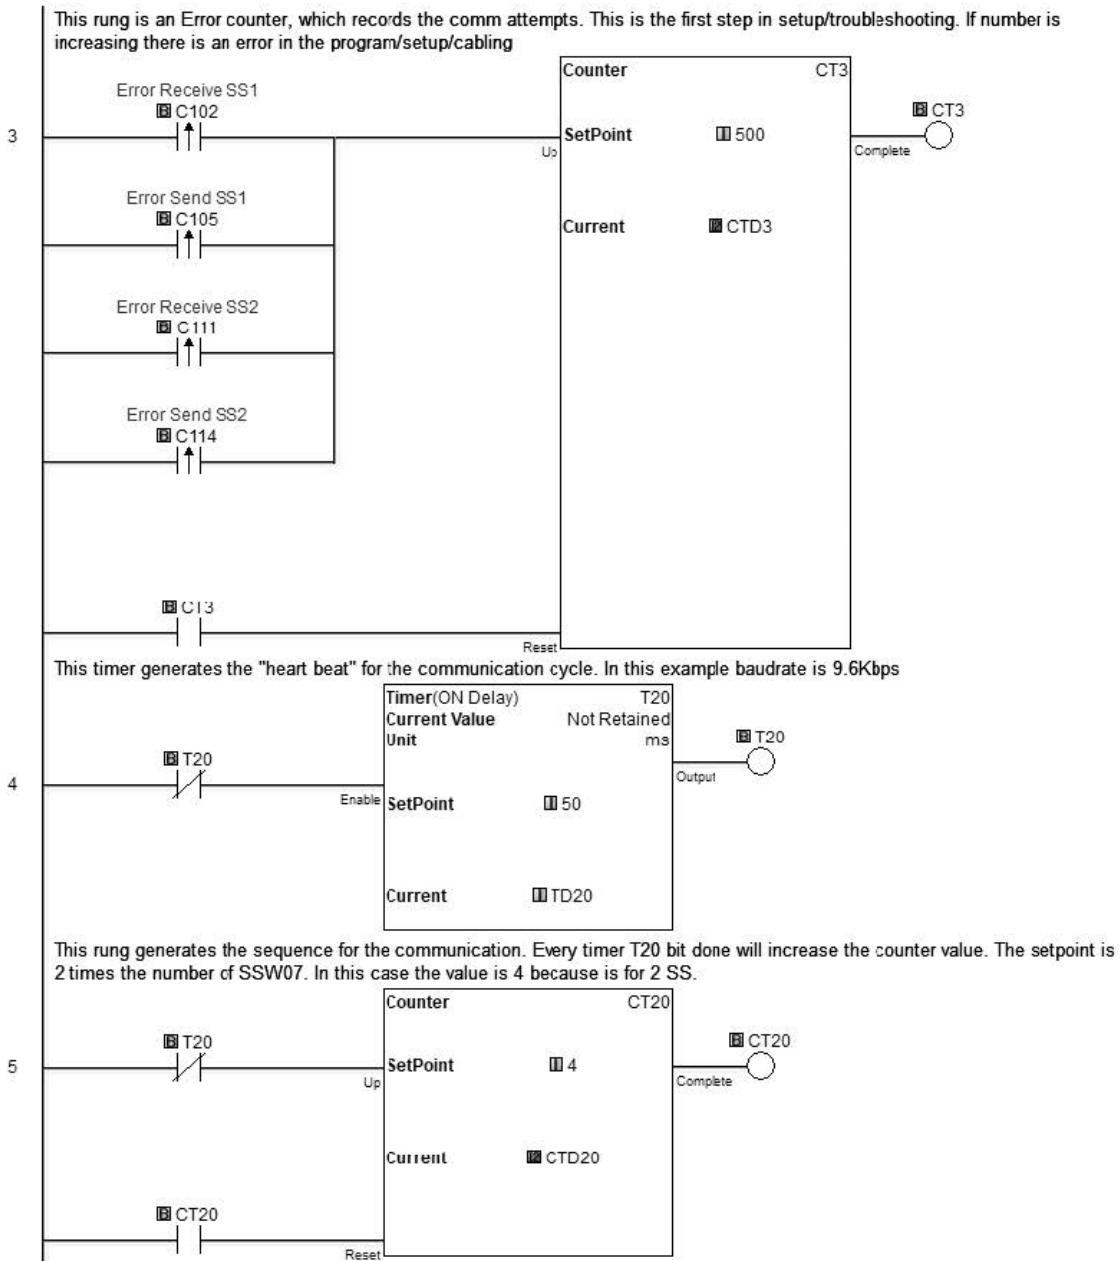 This rung is an Error counter, which records the comm attempts. This is the first step in setup/troubleshooting. If number is
increasing there is an error in the program/setup/cabling
Counter CT3
Error Receive SS1
B C102
B CT3
3
SetPoint 500
Up
Complete
Error Send SS1
B C105
Current CTD3
Error Receive SS2
B C111
Error Send SS2
B C114
B CT3
Reset
This timer generates the "heart beat" for the communication cycle. In this example baudrate is 9.6Kbps
Timer(ON Delay) T20
Current Value Not Retained
Unit ms
B T20
B T20
4
Output
Enable
SetPoint 50
Current TD20
This rung generates the sequence for the communication. Every timer T20 bit done will increase the counter value. The setpoint is
2 times the number of SSW07. In this case the value is 4 because is for 2 SS.
Counter CT20
B T20
B CT20
5
SetPoint 4
Up
Complete
Current CTD20
B CT20
Reset